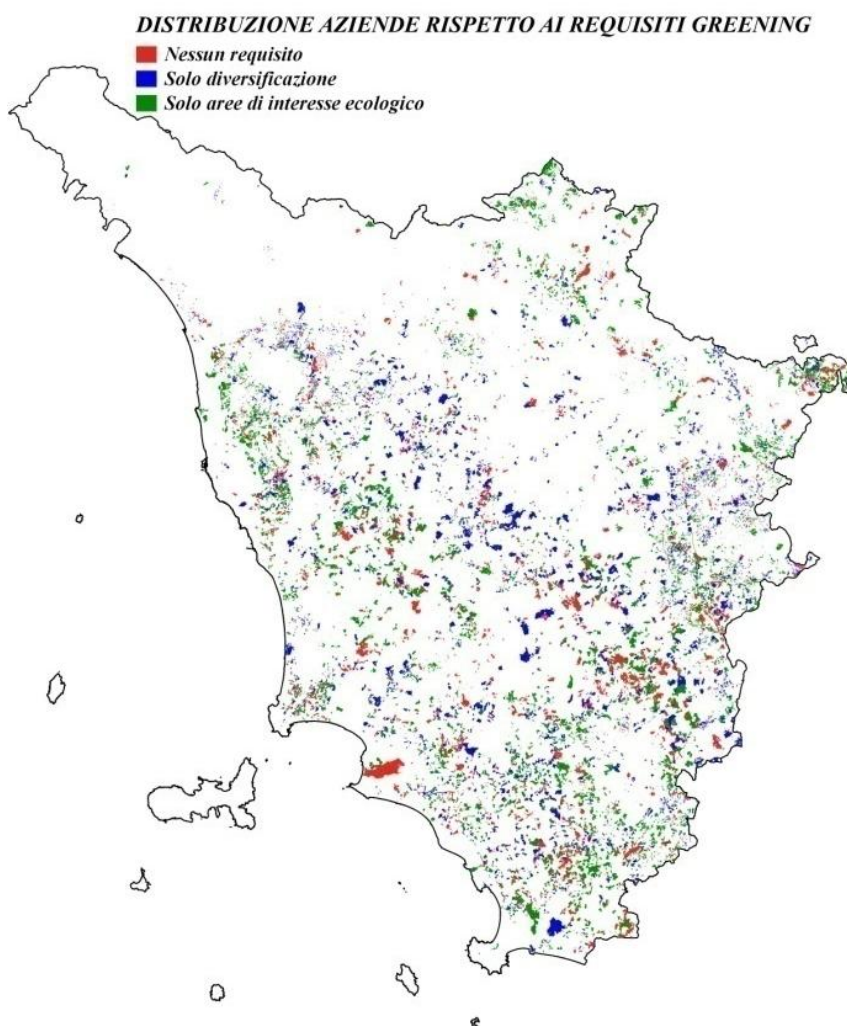 DISTRIBUZIONE AZIENDE RISPETTO AI REQUISITI GREENING
Nessun requisito
Solo diversificazione
Solo aree di interesse ecologico